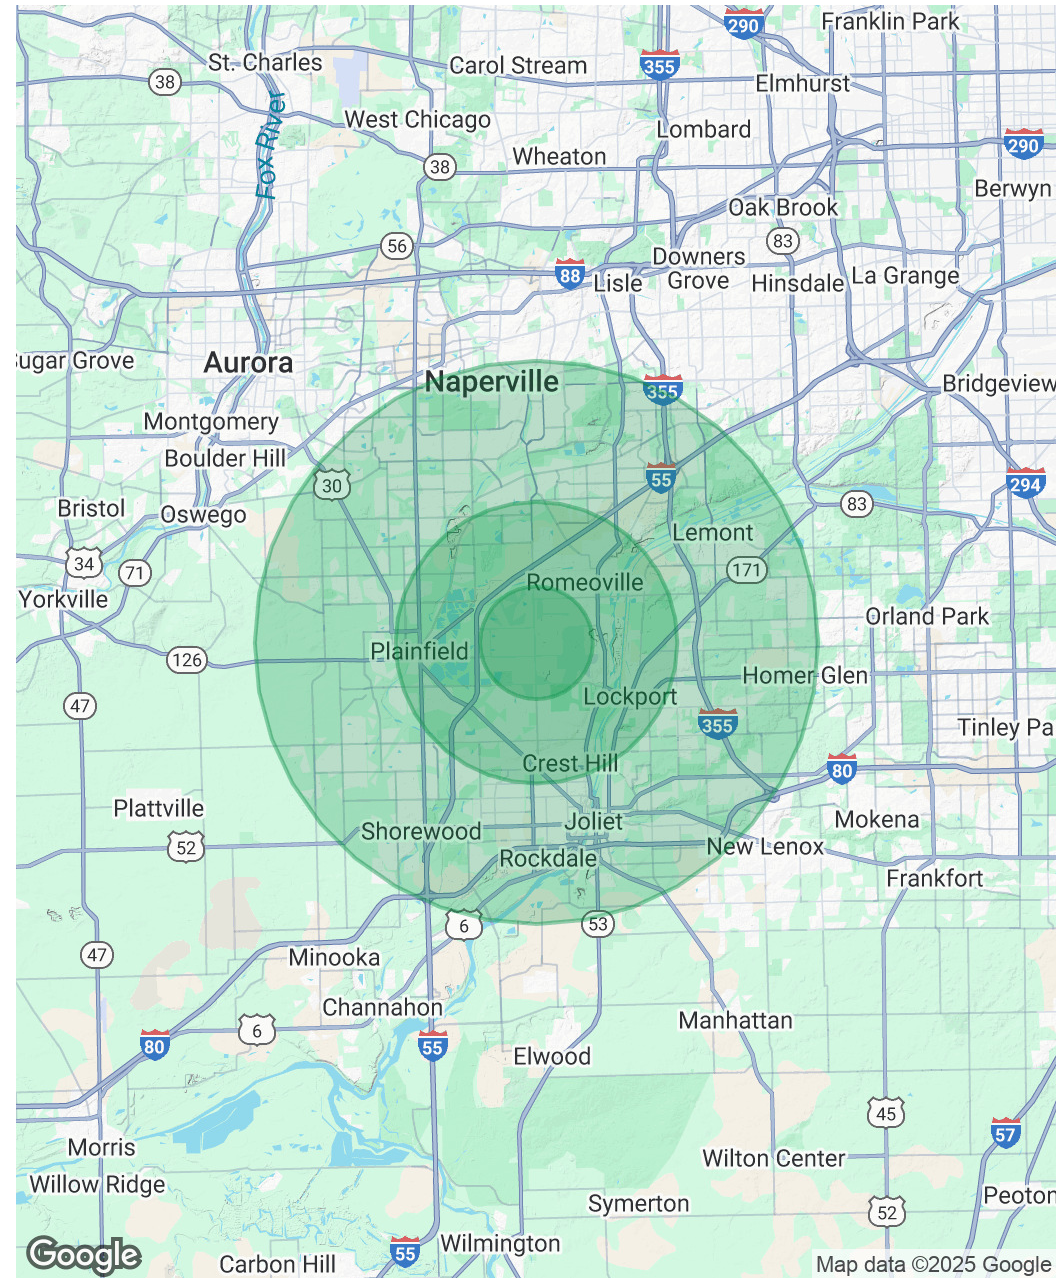 290
Franklin Park
St. Charles
Carol Stream
355
38
Elmhurst
Fox River
West Chicago
Lombard
290
Wheaton
38
Berwyn
Oak Brook
83
56
Downers
Grove
88
Lisle
Hinsdale
La Grange
Sugar Grove
Aurora
Naperville
355
Bridgeview
Montgomery
Boulder Hill
30
55
294
Bristol
Oswego
83
Lemont
34
71
171
Romeoville
Yorkville
Orland Park
126
Plainfield
Homer Glen
47
Lockport
355
Tinley Pa
Crest Hill
80
Plattville
Shorewood
Joliet
Mokena
52
Rockdale
New Lenox
Frankfort
6
53
47
Minooka
Channahon
Manhattan
6
80
55
Elwood
45
57
Morris
Wilton Center
Willow Ridge
Symerton
Peoton
52
Google
Carbon Hill
55
Wilmington
Map data ©2025 Google